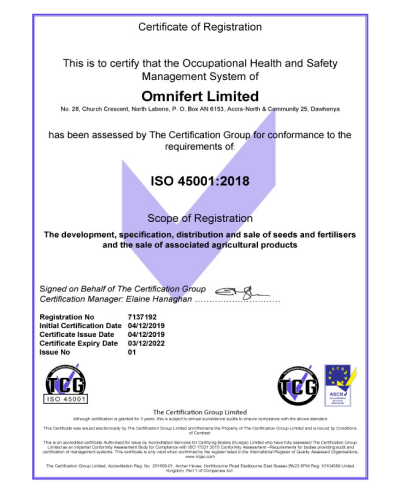 Certificate of Registration
This is to certify that the Occupational Health and Safety
Management System of
Omnifert Limited
No. 28, Church Crescent, North Labone, P. O. Box AN 6153, Accra-North & Community 25, Dawhenya
has been assessed by The Certification Group for conformance to the
requirements of:
ISO 45001:2018
Scope of Registration
The development, specification, distribution and sale of seeds and fertilisers
and the sale of associated agricultural products
Signed on Behalf of The Certification Group
Certification Manager: Elaine Hanaghan ..............................
Registration No 7137192
Initial Certification Date 04/12/2019
Certificate Issue Date 04/12/2019
Certificate Expiry Date 03/12/2022
Issue No 01
TCG
ISO 45001
TCG
ASCB
The Certification Group Limited
Although certification is granted for 3 years, this is subject to annual surveillance audits to ensure compliance with the above standard
This Certificate was issued electronically by The Certification Group Limited and Remains the Property of The Certification Group Limited and is bound by Conditions
of Contract
This is an accredited certificate Authorised for issue by Accreditation Services for Certifying Bodies (Europe) Limited who have fully assessed The Certification Group
Limited as an Impartial Conformity Assessment Body for Compliance with ISO 17021:2015 Conformity Assessment –Requirements for bodies providing audit and
certification of management systems. This certificate is only valid when confirmed by the register listed in the International Register of Quality Assessed Organisations:
The Certification Group Limited, Accreditation Reg. No. Archer House, Northbourne Road Eastbourne East Sussex BN22 8PW Reg: United
Kingdom. Part 1 of Companies Act